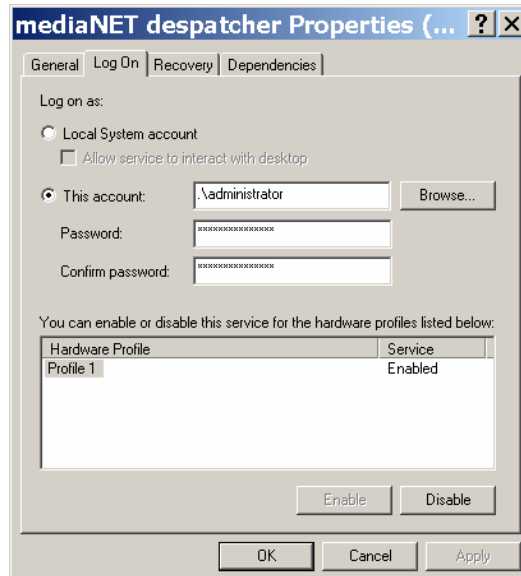 mediaNET despatcher Properties (... ? X
General Log On Recovery Dependencies
Log on as:
Local System account
Allow service to interact with desktop
This account: .\administrator Browse...
Password: ***************
Confirm password: ***************
You can enable or disable this service for the hardware profiles listed below:
Hardware Profile Service
Profile 1 Enabled
Enable Disable
OK Cancel Apply